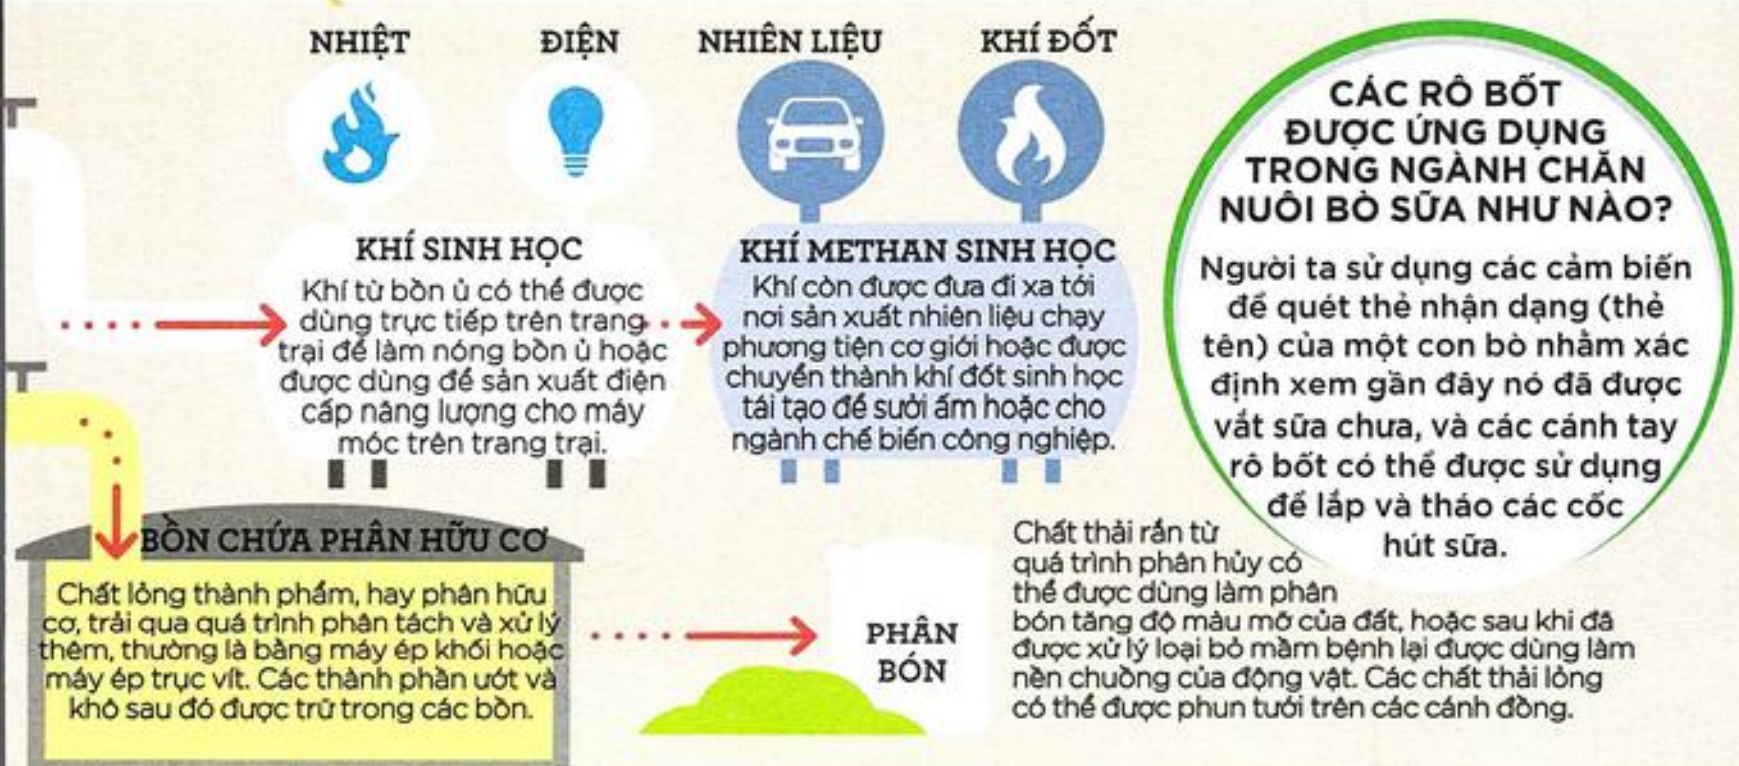 NHIỆT
ĐIỆN
NHIÊN LIỆU
KHÍ ĐỐT
KHÍ SINH HỌC
Khí từ bồn ủ có thể được
dùng trực tiếp trên trang
trại để làm nóng bồn ủ hoặc
được dùng để sản xuất điện
cấp năng lượng cho máy
móc trên trang trại.
KHÍ METHAN SINH HỌC
Khí còn được đưa đi xa tới
nơi sản xuất nhiên liệu chạy
phương tiện cơ giới hoặc được
chuyển thành khí đốt sinh học
tái tạo để sưởi ấm hoặc cho
ngành chế biến công nghiệp.
CÁC RÔ BỐT
ĐƯỢC ỨNG DỤNG
TRONG NGÀNH CHĂN
NUÔI BÒ SỮA NHƯ NÀO?
Người ta sử dụng các cảm biến
để quét thẻ nhận dạng (thẻ
tên) của một con bò nhằm xác
định xem gần đây nó đã được
vắt sữa chưa, và các cánh tay
rô bốt có thể được sử dụng
để lắp và tháo các cốc
hút sữa.
BỒN CHỨA PHÂN HỮU CƠ
Chất lỏng thành phẩm, hay phân hữu
cơ, trải qua quá trình phân tách và xử lý
thêm, thường là bằng máy ép khối hoặc
máy ép trục vít. Các thành phần ướt và
khô sau đó được trữ trong các bồn.
PHÂN
BÓN
Chất thải rắn từ
quá trình phân hủy có
thể được dùng làm phân
bón tăng độ màu mỡ của đất, hoặc sau khi đã
được xử lý loại bỏ mầm bệnh lại được dùng làm
nền chuồng của động vật. Các chất thải lỏng
có thể được phun tưới trên các cánh đồng.